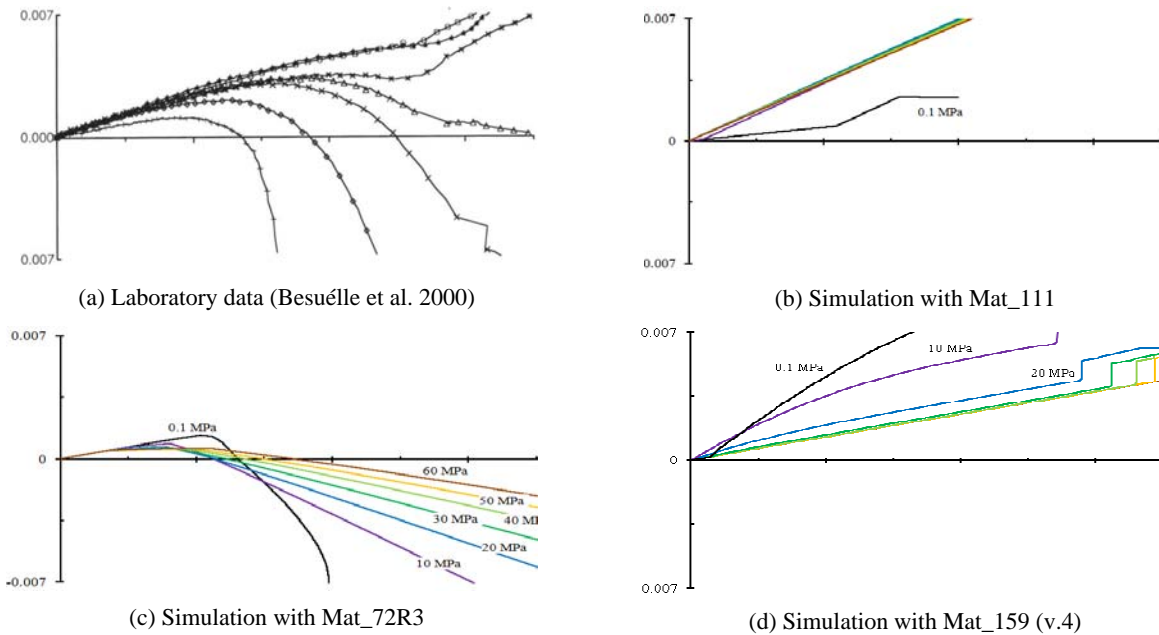 0.007
0.000
0.007
(a) Laboratory data (Besuélle et al. 2000)
0.007
0
0.007
0.1 MPa
(b) Simulation with Mat_111
0.007
0
-0.007
0.1 MPa
60 MPa
50 MPa
40 MP
30 MPa
20 MPa
10 MPa
(c) Simulation with Mat_72R3
0.007
0
0.007
0.1 MPa
10 MPa
20 MPa
(d) Simulation with Mat_159 (v.4)